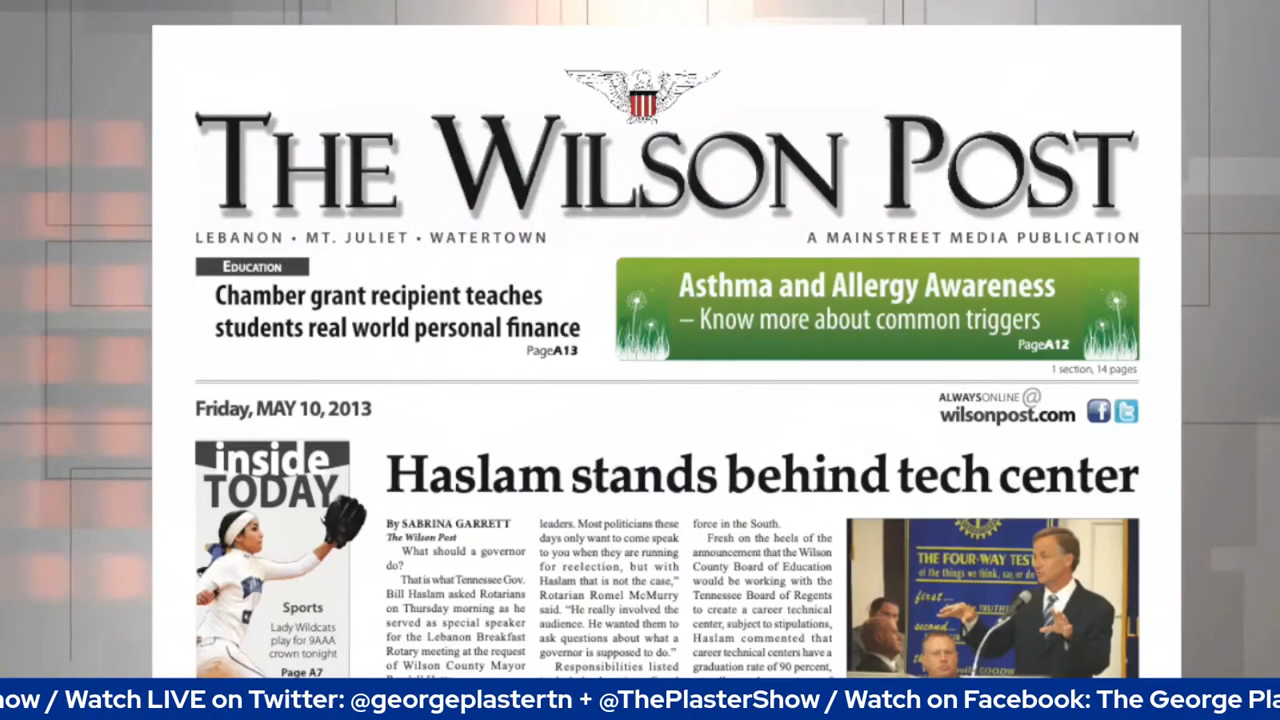 THE WILSON POST
LEBANON • MT. JULIET • WATERTOWN
A MAINSTREET MEDIA PUBLICATION
EDUCATION
Chamber grant recipient teaches
students real world personal finance
PageA13
Asthma and Allergy Awareness
– Know more about common triggers
PageA12
1 section, 14 pages
Friday, MAY 10, 2013
ALWAYSONLINE@
wilsonpost.com
inside
TODAY
Sports
Lady Wildcats
play for 9AAA
crown tonight
Page A7
Haslam stands behind tech center
By SABRINA GARRETT
The Wilson Post
What should a governor
do?
That is what Tennessee Gov.
Bill Haslam asked Rotarians
on Thursday morning as he
served as special speaker
for the Lebanon Breakfast
Rotary meeting at the request
of Wilson County Mayor
leaders. Most politicians these
days only want to come speak
to you when they are running
for reelection, but with
Haslam that is not the case,”
Rotarian Romel McMurry
said. “He really involved the
audience. He wanted them to
ask questions about what a
governor is supposed to do.”
Responsibilities listed
force in the South.
Fresh on the heels of the
announcement that the Wilson
County Board of Education
would be working with the
Tennessee Board of Regents
to create a career technical
center, subject to stipulations,
Haslam commented that
career technical centers have a
graduation rate of 90 percent,
THE FOUR-WAY TEST
of the things we think, say, or do
first...
TRUTH
second...
GOODW
how / Watch LIVE on Twitter: @georgeplastertn + @ThePlasterShow / Watch on Facebook: The George Pla